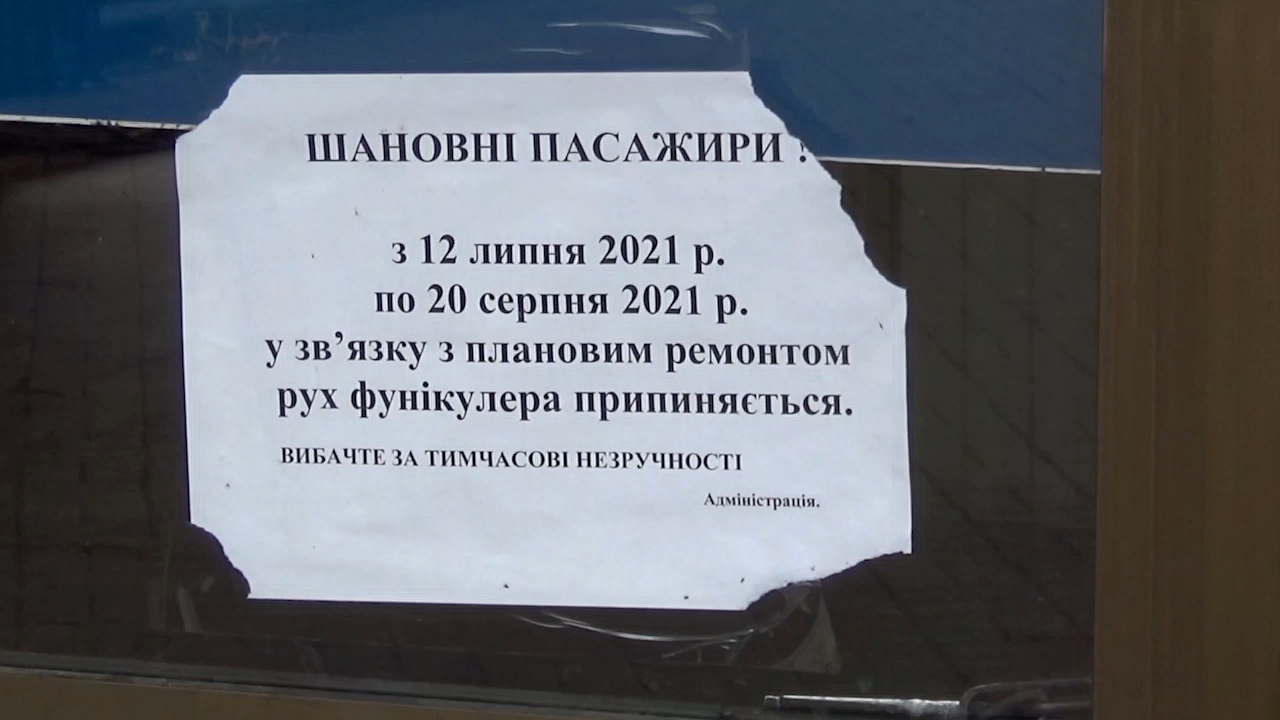 ШАНОВНІ ПАСАЖИРИ !
з 12 липня 2021 р.
по 20 серпня 2021 р.
у зв’язку з плановим ремонтом
рух фунікулера припиняється.
ВИБАЧТЕ ЗА ТИМЧАСОВІ НЕЗРУЧНОСТІ
Адміністрація.